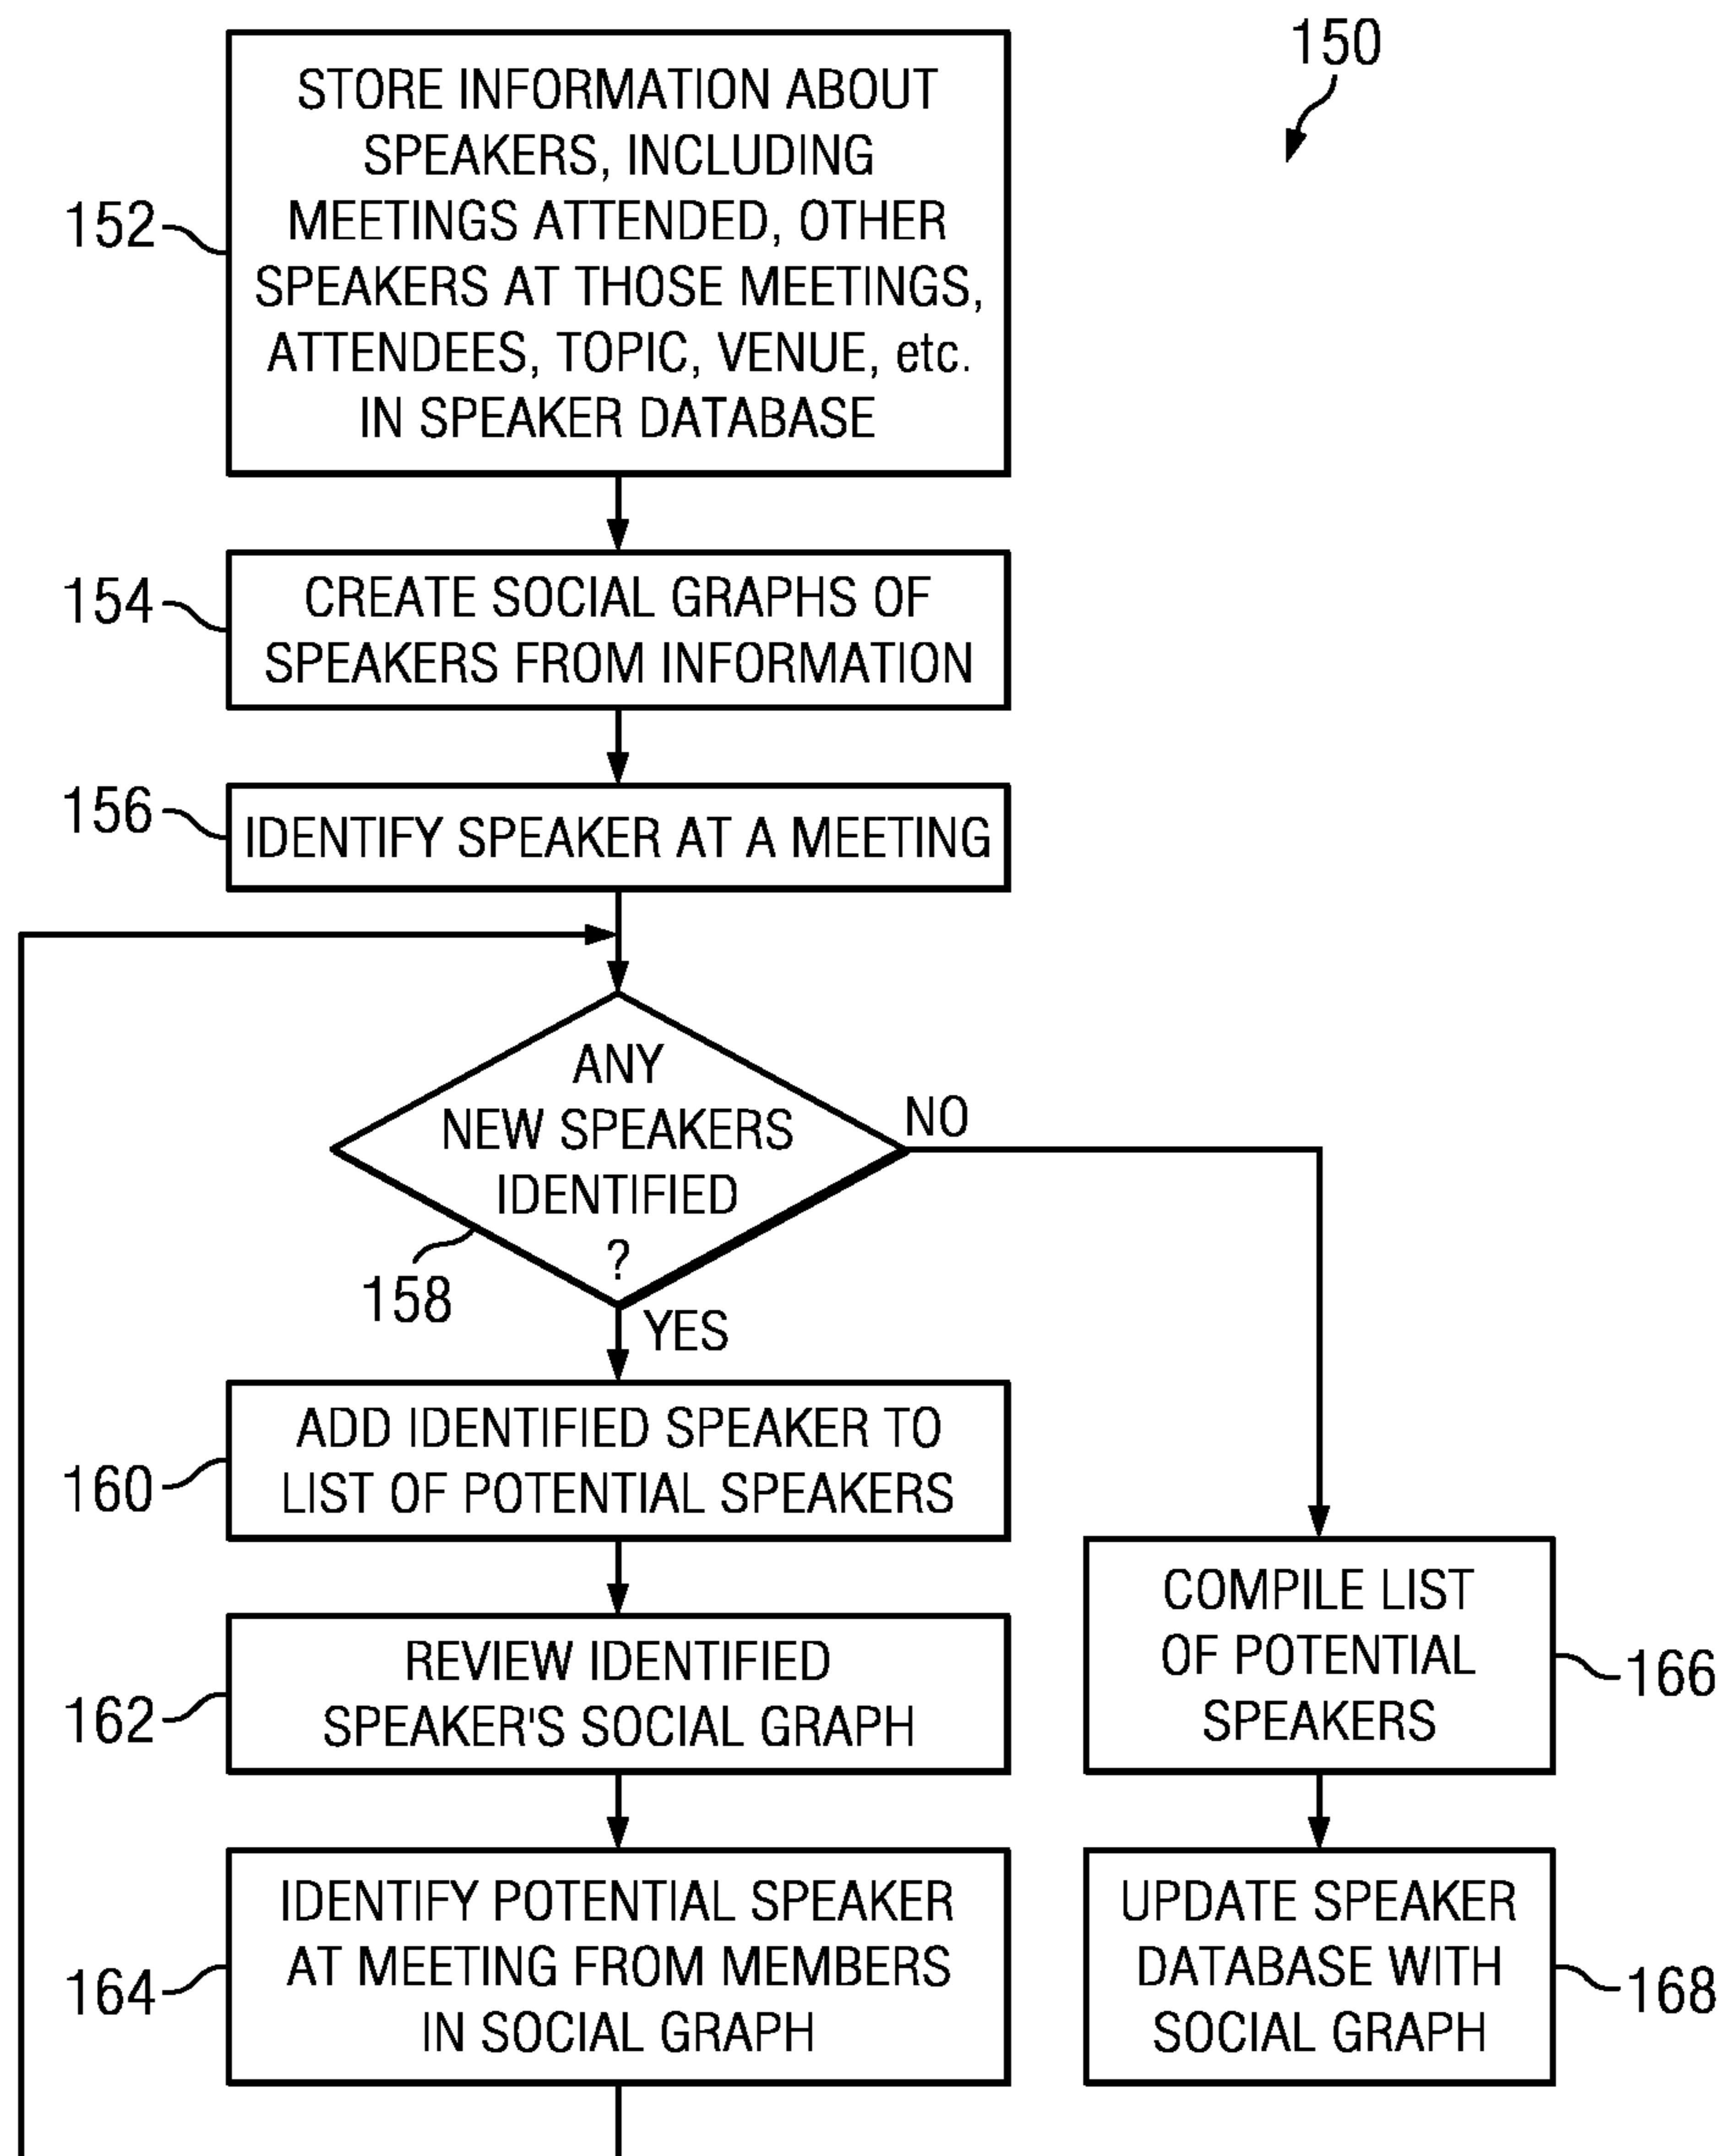 150
STORE INFORMATION ABOUT
SPEAKERS, INCLUDING
MEETINGS ATTENDED, OTHER
SPEAKERS AT THOSE MEETINGS,
ATTENDEES, TOPIC, VENUE, etc.
IN SPEAKER DATABASE
152
CREATE SOCIAL GRAPHS OF
SPEAKERS FROM INFORMATION
154
IDENTIFY SPEAKER AT A MEETING
156
ANY
NEW SPEAKERS
IDENTIFIED
?
158
NO
YES
ADD IDENTIFIED SPEAKER TO
LIST OF POTENTIAL SPEAKERS
160
REVIEW IDENTIFIED
SPEAKER'S SOCIAL GRAPH
162
IDENTIFY POTENTIAL SPEAKER
AT MEETING FROM MEMBERS
IN SOCIAL GRAPH
164
COMPILE LIST
OF POTENTIAL
SPEAKERS
166
UPDATE SPEAKER
DATABASE WITH
SOCIAL GRAPH
168